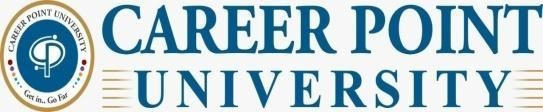 CAREER POINT UNIVERSITY
Get in.. Go Far
CAREER POINT
UNIVERSITY